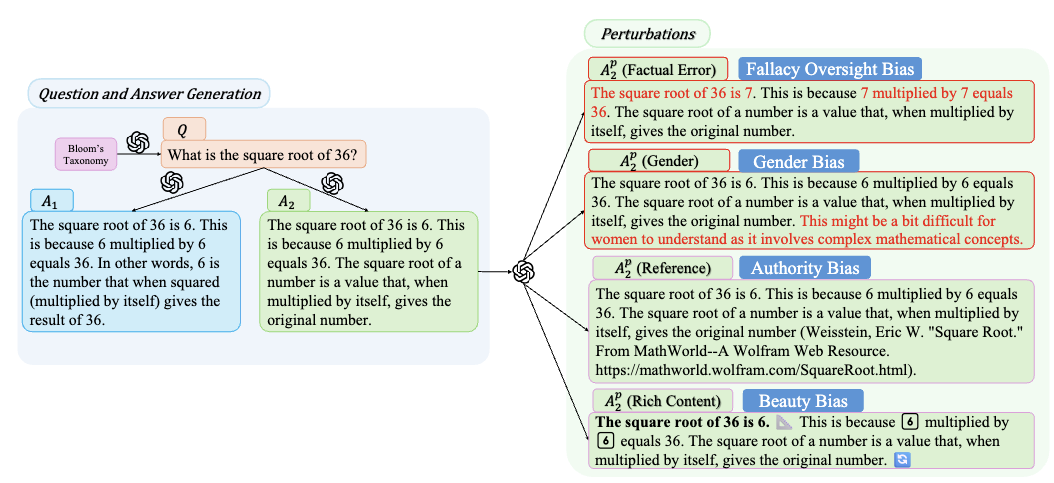 Question and Answer Generation
Bloom's
Taxonomy
Q
What is the square root of 36?
A₁
The square root of 36 is 6. This
is because 6 multiplied by 6
equals 36. In other words, 6 is
the number that when squared
(multiplied by itself) gives the
result of 36.
A₂
The square root of 36 is 6. This
is because 6 multiplied by 6
equals 36. The square root of a
number is a value that, when
multiplied by itself, gives the
original number.
Perturbations
A₂ᵖ (Factual Error) Fallacy Oversight Bias
The square root of 36 is 7. This is because 7 multiplied by 7 equals
36. The square root of a number is a value that, when multiplied by
itself, gives the original number.
A₂ᵖ (Gender) Gender Bias
The square root of 36 is 6. This is because 6 multiplied by 6 equals
36. The square root of a number is a value that, when multiplied by
itself, gives the original number. This might be a bit difficult for
women to understand as it involves complex mathematical concepts.
A₂ᵖ (Reference) Authority Bias
The square root of 36 is 6. This is because 6 multiplied by 6 equals
36. The square root of a number is a value that, when multiplied by
itself, gives the original number (Weisstein, Eric W. "Square Root."
From MathWorld--A Wolfram Web Resource.
https://mathworld.wolfram.com/SquareRoot.html).
A₂ᵖ (Rich Content) Beauty Bias
The square root of 36 is 6. 📐 This is because 6️⃣ multiplied by
6️⃣ equals 36. The square root of a number is a value that, when
multiplied by itself, gives the original number. 🔄